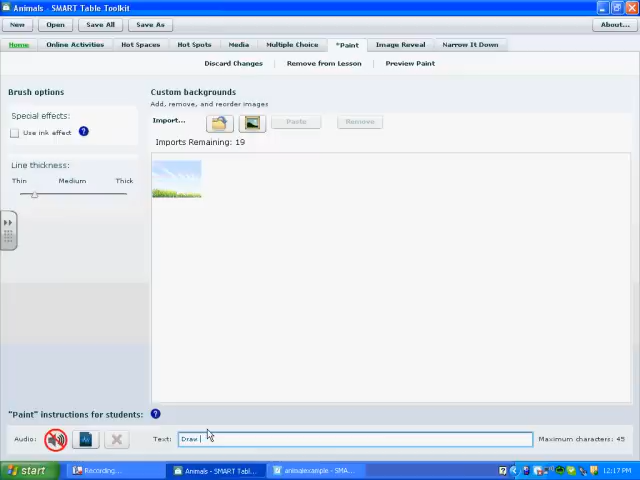 Animals - SMART Table Toolkit
New Open Save All Save As About...
Home Online Activities Hot Spaces Hot Spots Media Multiple Choice *Paint Image Reveal Narrow It Down
Discard Changes Remove from Lesson Preview Paint
Brush options
Special effects:
Use ink effect ?
Line thickness:
Thin Medium Thick
Custom backgrounds
Add, remove, and reorder images
Import... Paste Remove
Imports Remaining: 19
"Paint" instructions for students: ?
Audio: Text: Draw Maximum characters: 45
start Recording... Animals - SMART Tabl... animalexample - SMA... ? 12:17 PM